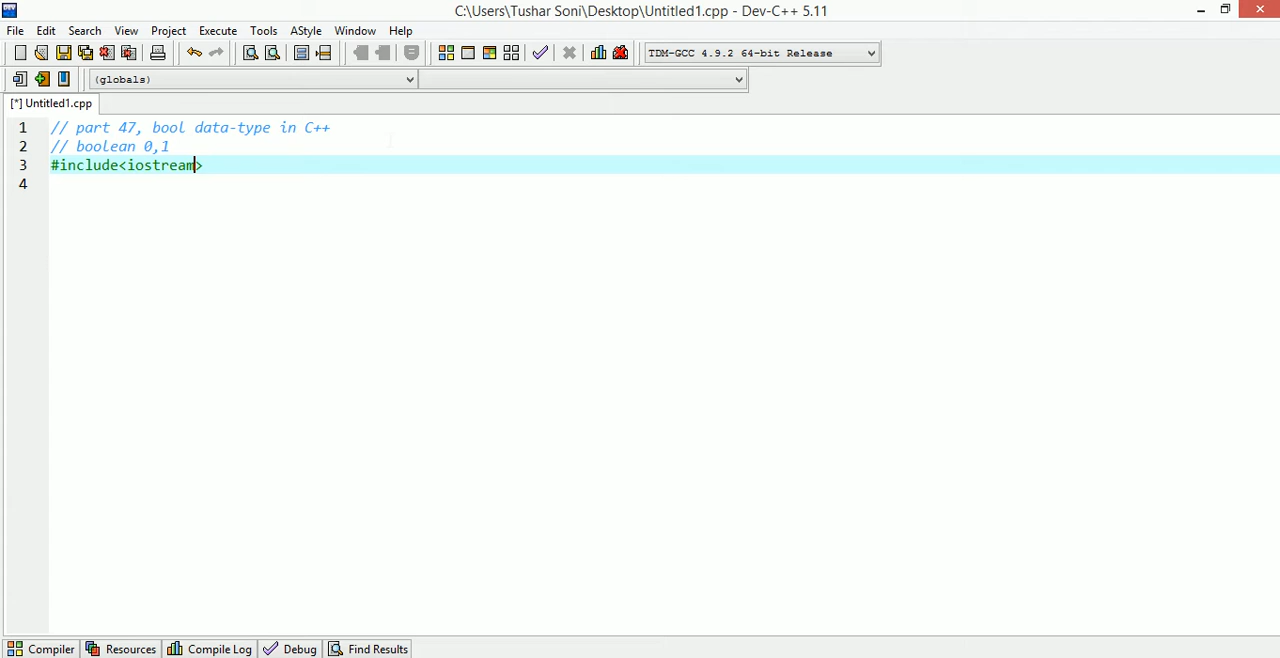 C:\Users\Tushar Soni\Desktop\Untitled1.cpp - Dev-C++ 5.11
File Edit Search View Project Execute Tools AStyle Window Help
TDM-GCC 4.9.2 64-bit Release
(globals)
[*] Untitled1.cpp
1 // part 47, bool data-type in C++
2 // boolean 0,1
3 #include<iostream>
4
Compiler Resources Compile Log Debug Find Results